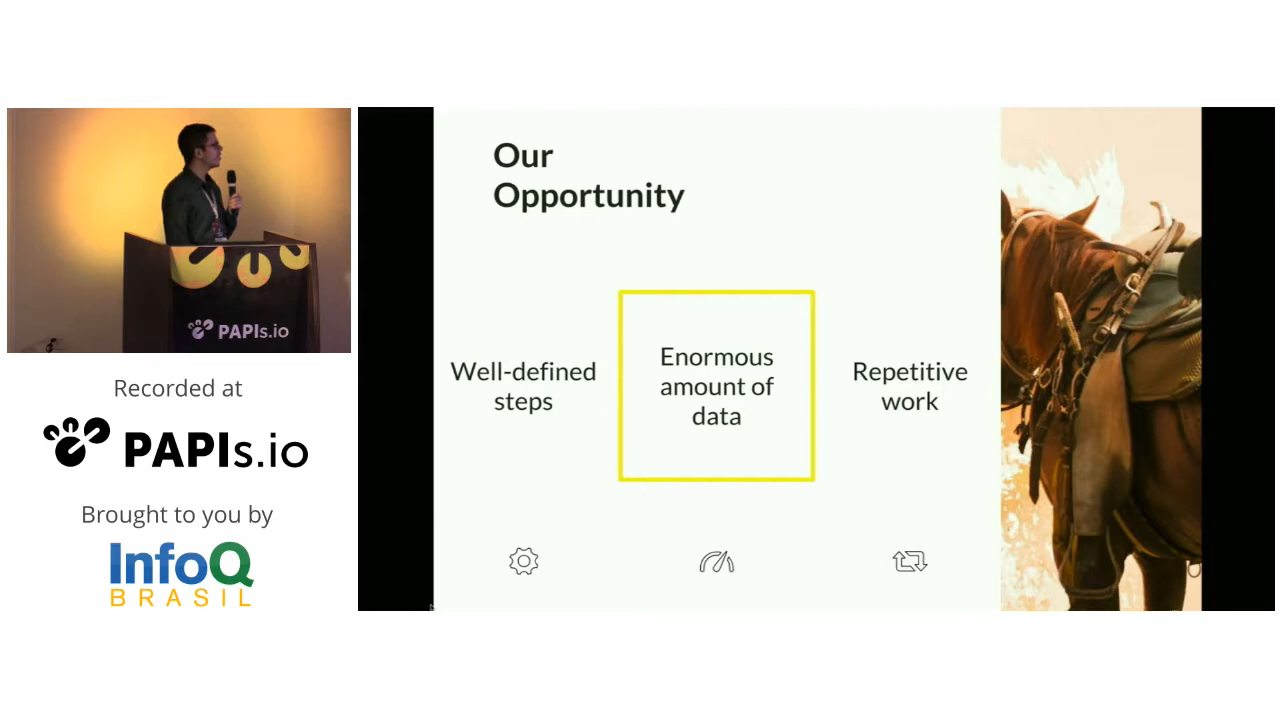 PAPIs.io
Recorded at
PAPIs.io
Brought to you by
InfoQ
BRASIL
Our
Opportunity
Well-defined
steps
Enormous
amount of
data
Repetitive
work